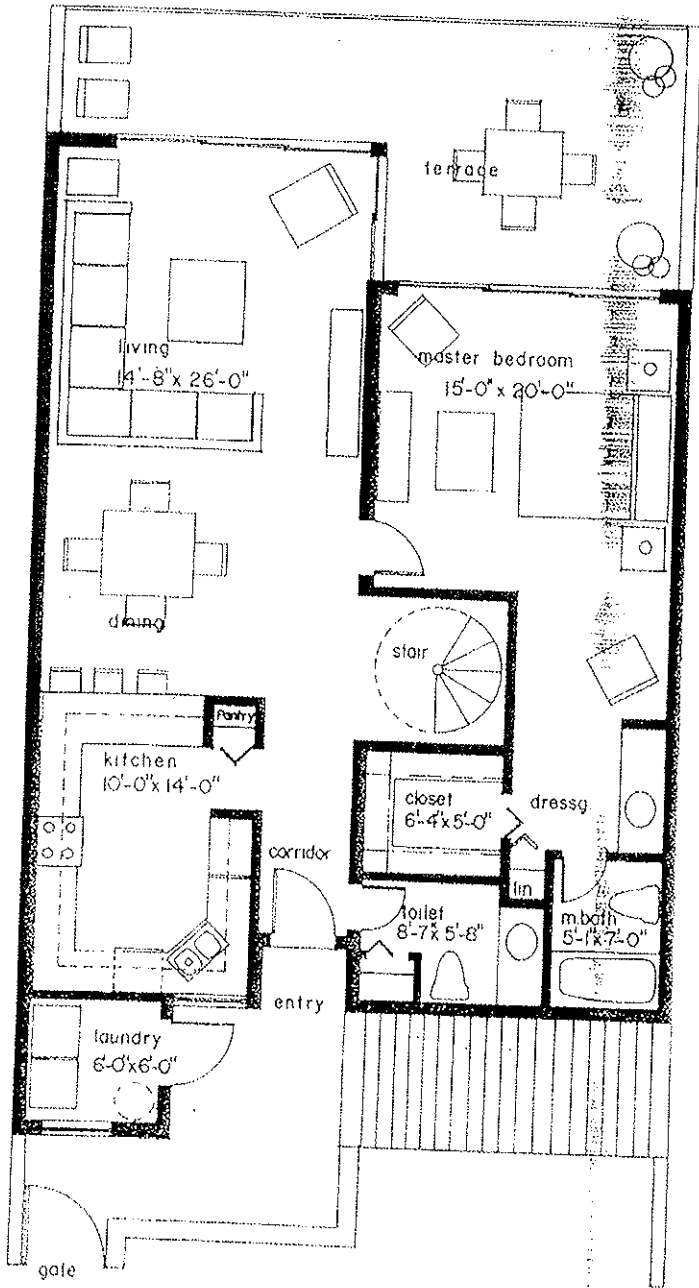 terrace
living
14'-8" x 26'-0"
master bedroom
15'-0" x 20'-0"
dining
stair
Pantry
kitchen
10'-0" x 14'-0"
closet
6'-4" x 5'-0"
dressg.
corridor
lin
toilet
8'-7" x 5'-8"
m.bath
5'-1" x 7'-0"
entry
laundry
6'-0" x 6'-0"
gate